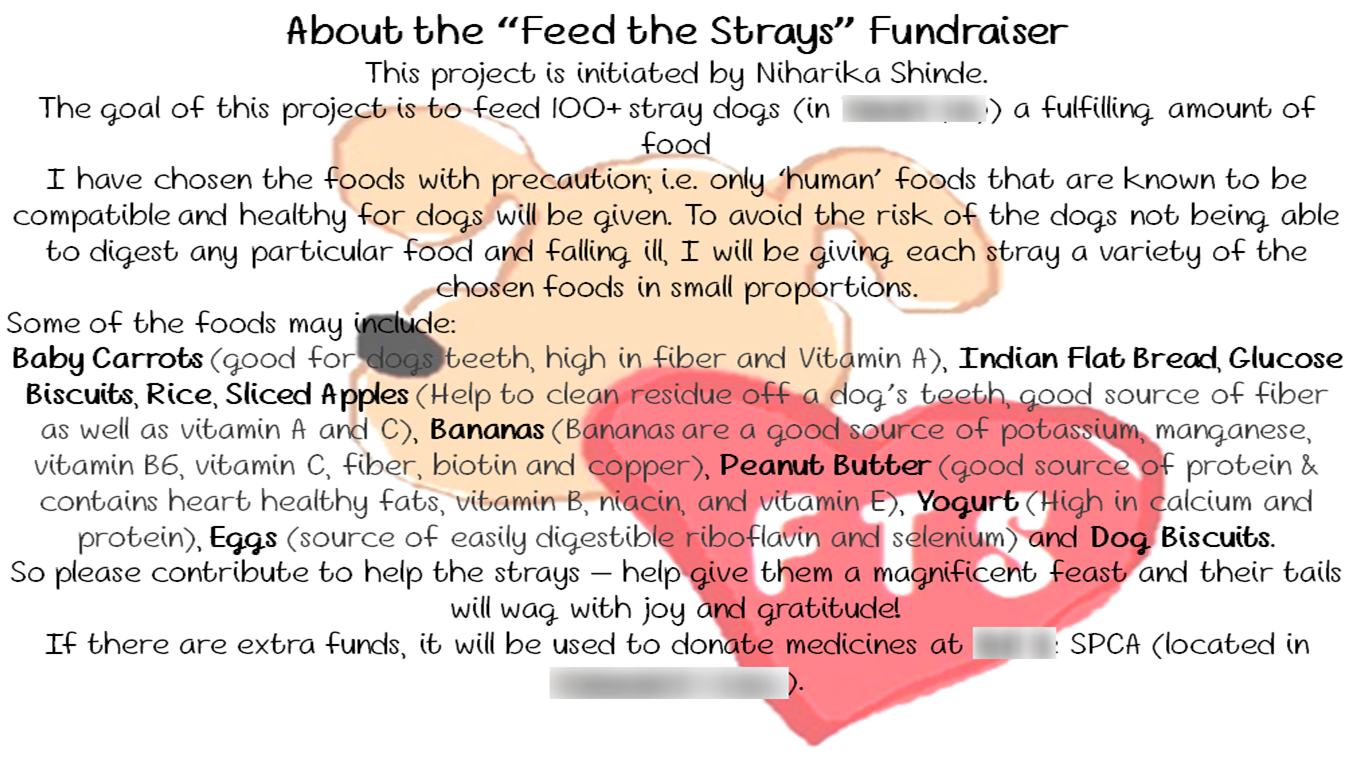 About the “Feed the Strays” Fundraiser
This project is initiated by Niharika Shinde.
The goal of this project is to feed 100+ stray dogs (in ) a fulfilling amount of
food
I have chosen the foods with precaution; i.e. only ‘human’ foods that are known to be
compatible and healthy for dogs will be given. To avoid the risk of the dogs not being able
to digest any particular food and falling ill, I will be giving each stray a variety of the
chosen foods in small proportions.
Some of the foods may include:
Baby Carrots (good for dogs teeth, high in fiber and Vitamin A), Indian Flat Bread, Glucose
Biscuits, Rice, Sliced Apples (Help to clean residue off a dog’s teeth, good source of fiber
as well as vitamin A and C), Bananas (Bananas are a good source of potassium, manganese,
vitamin B6, vitamin C, fiber, biotin and copper), Peanut Butter (good source of protein &
contains heart healthy fats, vitamin B, niacin, and vitamin E), Yogurt (High in calcium and
protein), Eggs (source of easily digestible riboflavin and selenium) and Dog Biscuits.
So please contribute to help the strays – help give them a magnificent feast and their tails
will wag with joy and gratitude!
If there are extra funds, it will be used to donate medicines at : SPCA (located in
).
FTS